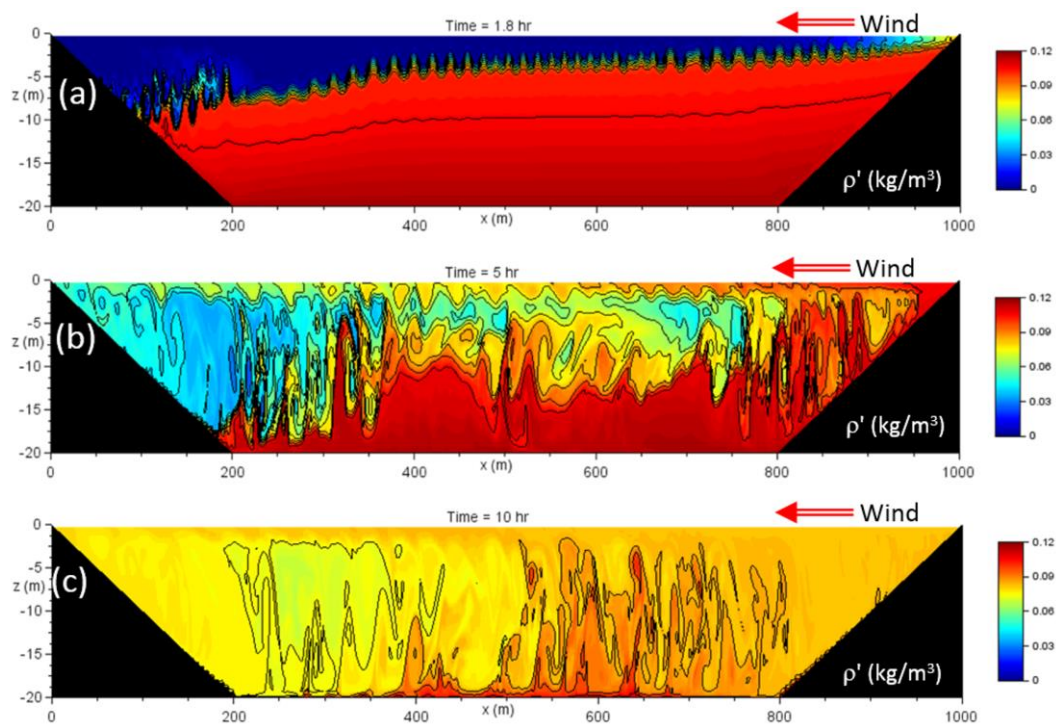 Time = 1.8 hr
Wind
0
-5
z (m)
-10
-15
-20
(a)
0 200 400 600 800 1000
x (m)
ρ' (kg/m³)
0.12
0.09
0.06
0.03
0
Time = 5 hr
Wind
0
-5
z (m)
-10
-15
-20
(b)
0 200 400 600 800 1000
x (m)
ρ' (kg/m³)
0.12
0.09
0.06
0.03
0
Time = 10 hr
Wind
0
-5
z (m)
-10
-15
-20
(c)
0 200 400 600 800 1000
x (m)
ρ' (kg/m³)
0.12
0.09
0.06
0.03
0